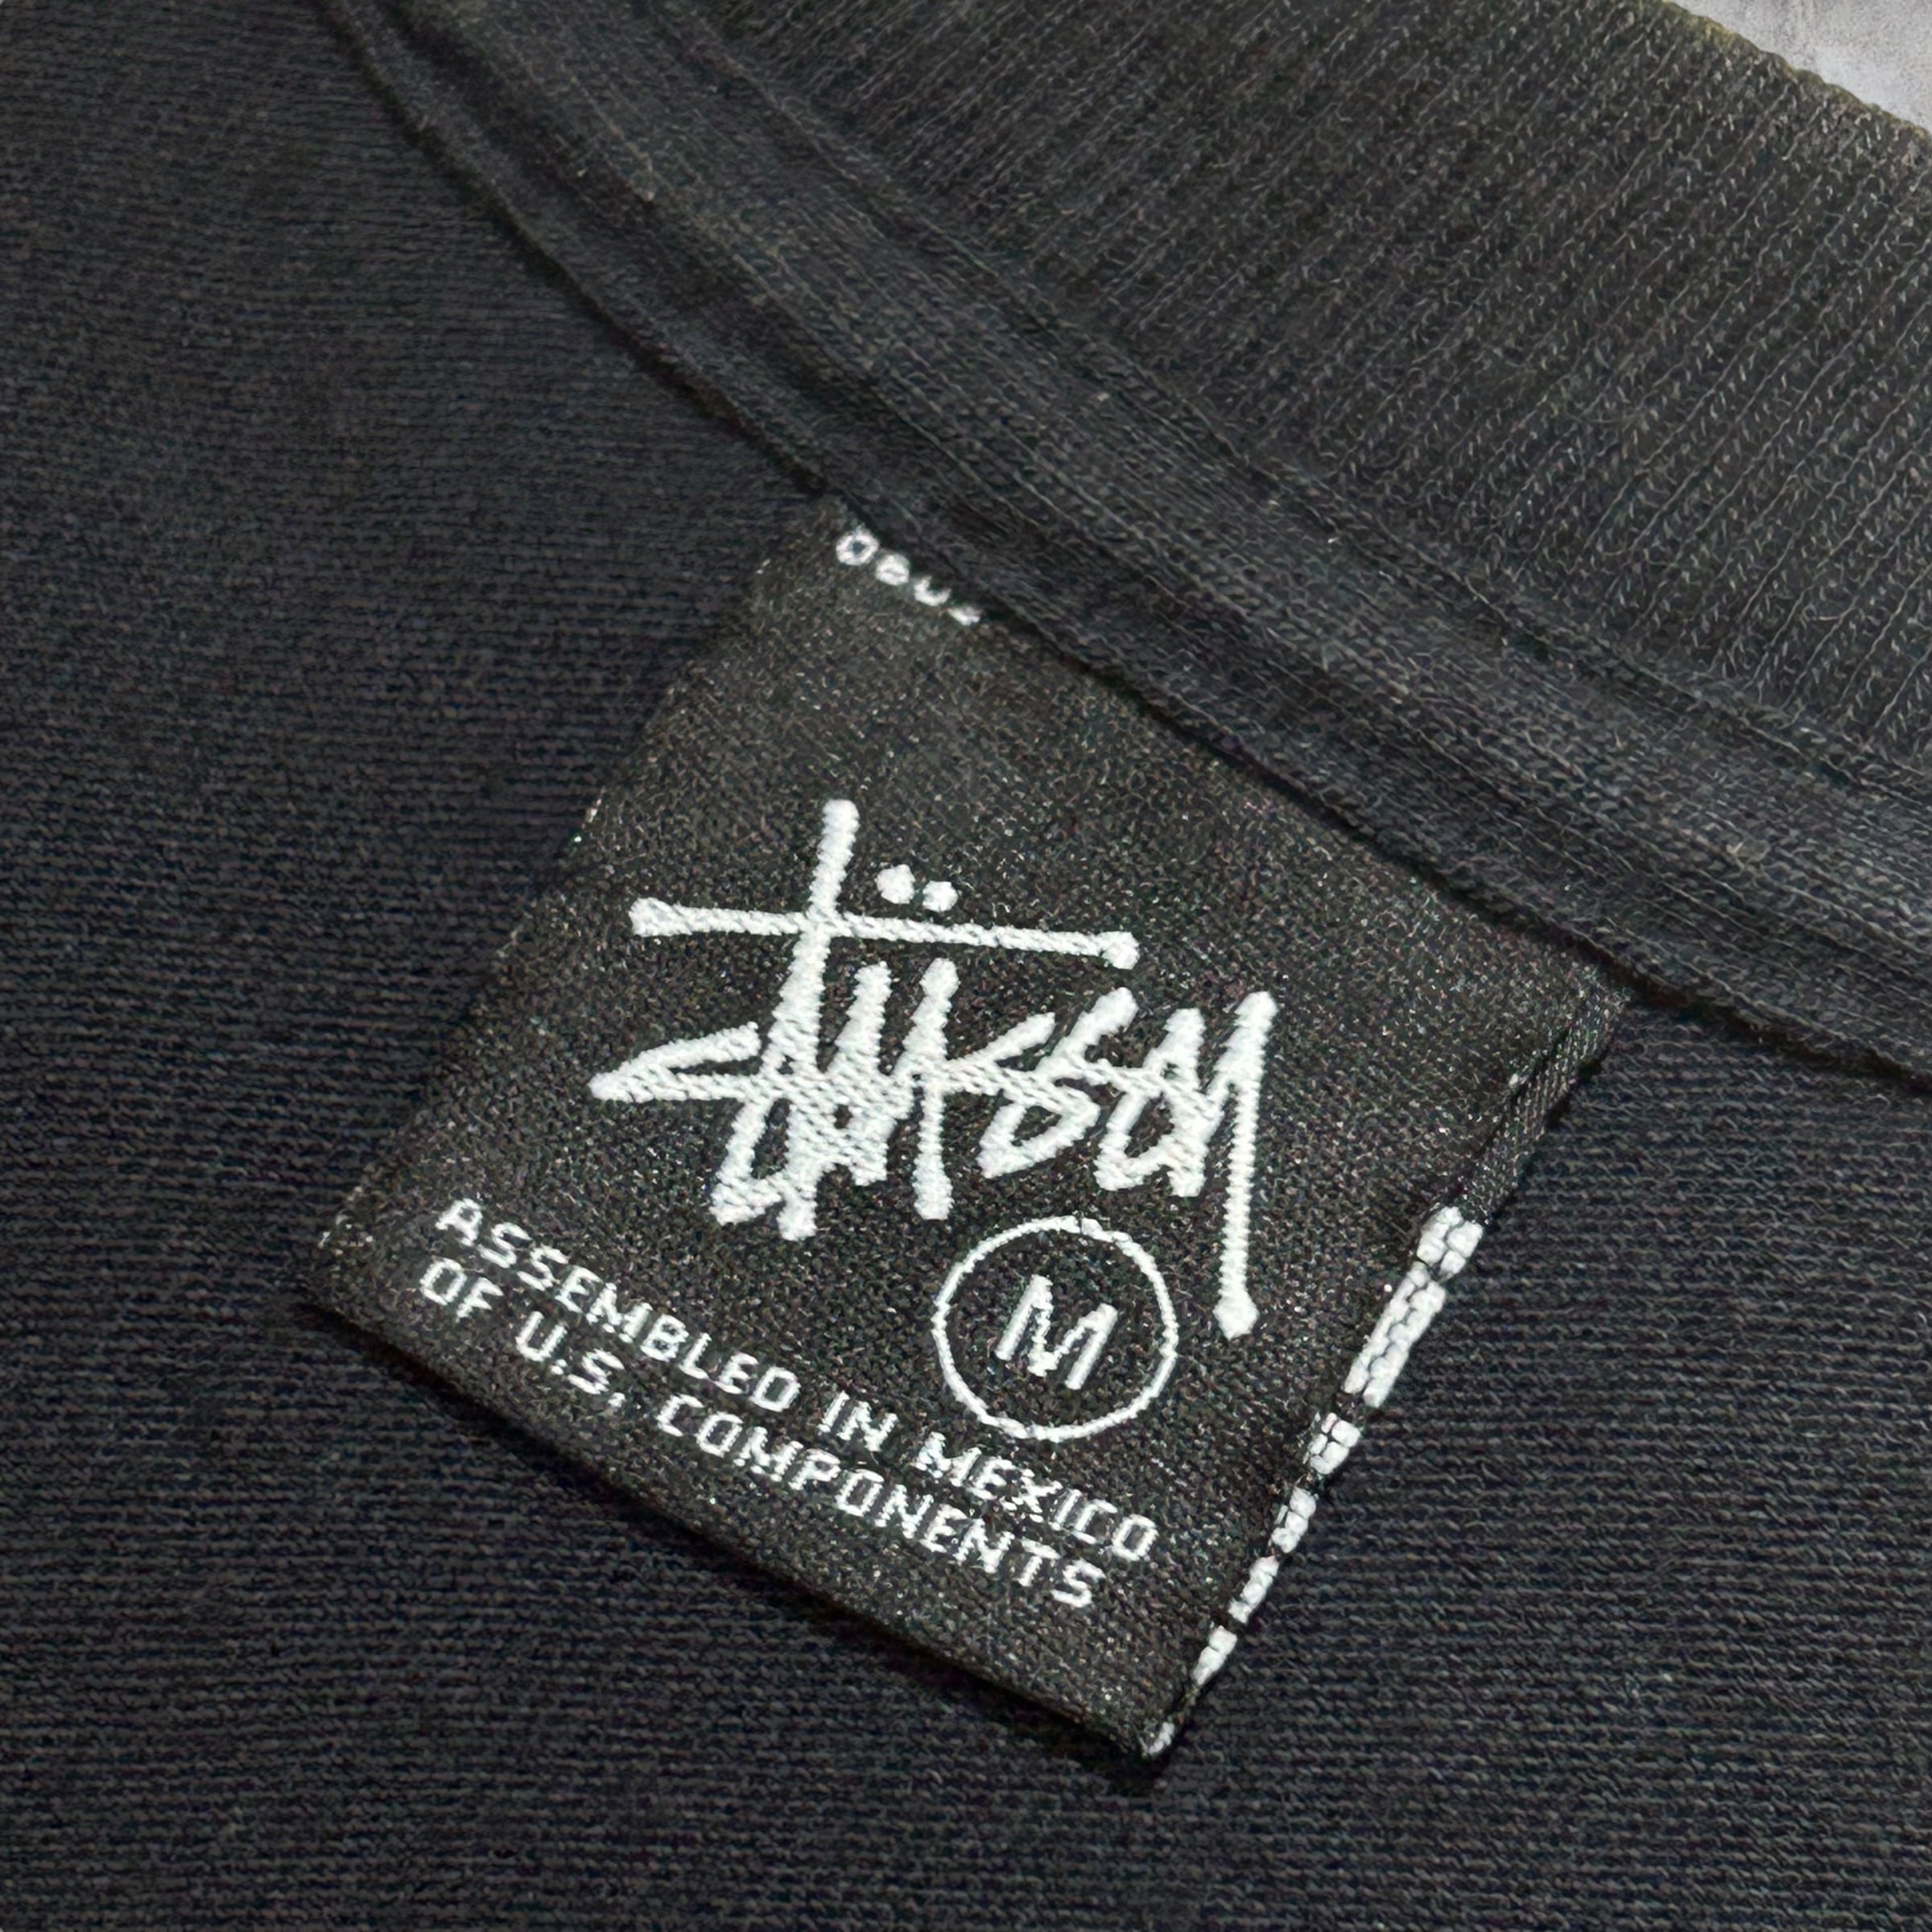 Stüssy
M
ASSEMBLED IN MEXICO
OF U.S. COMPONENTS